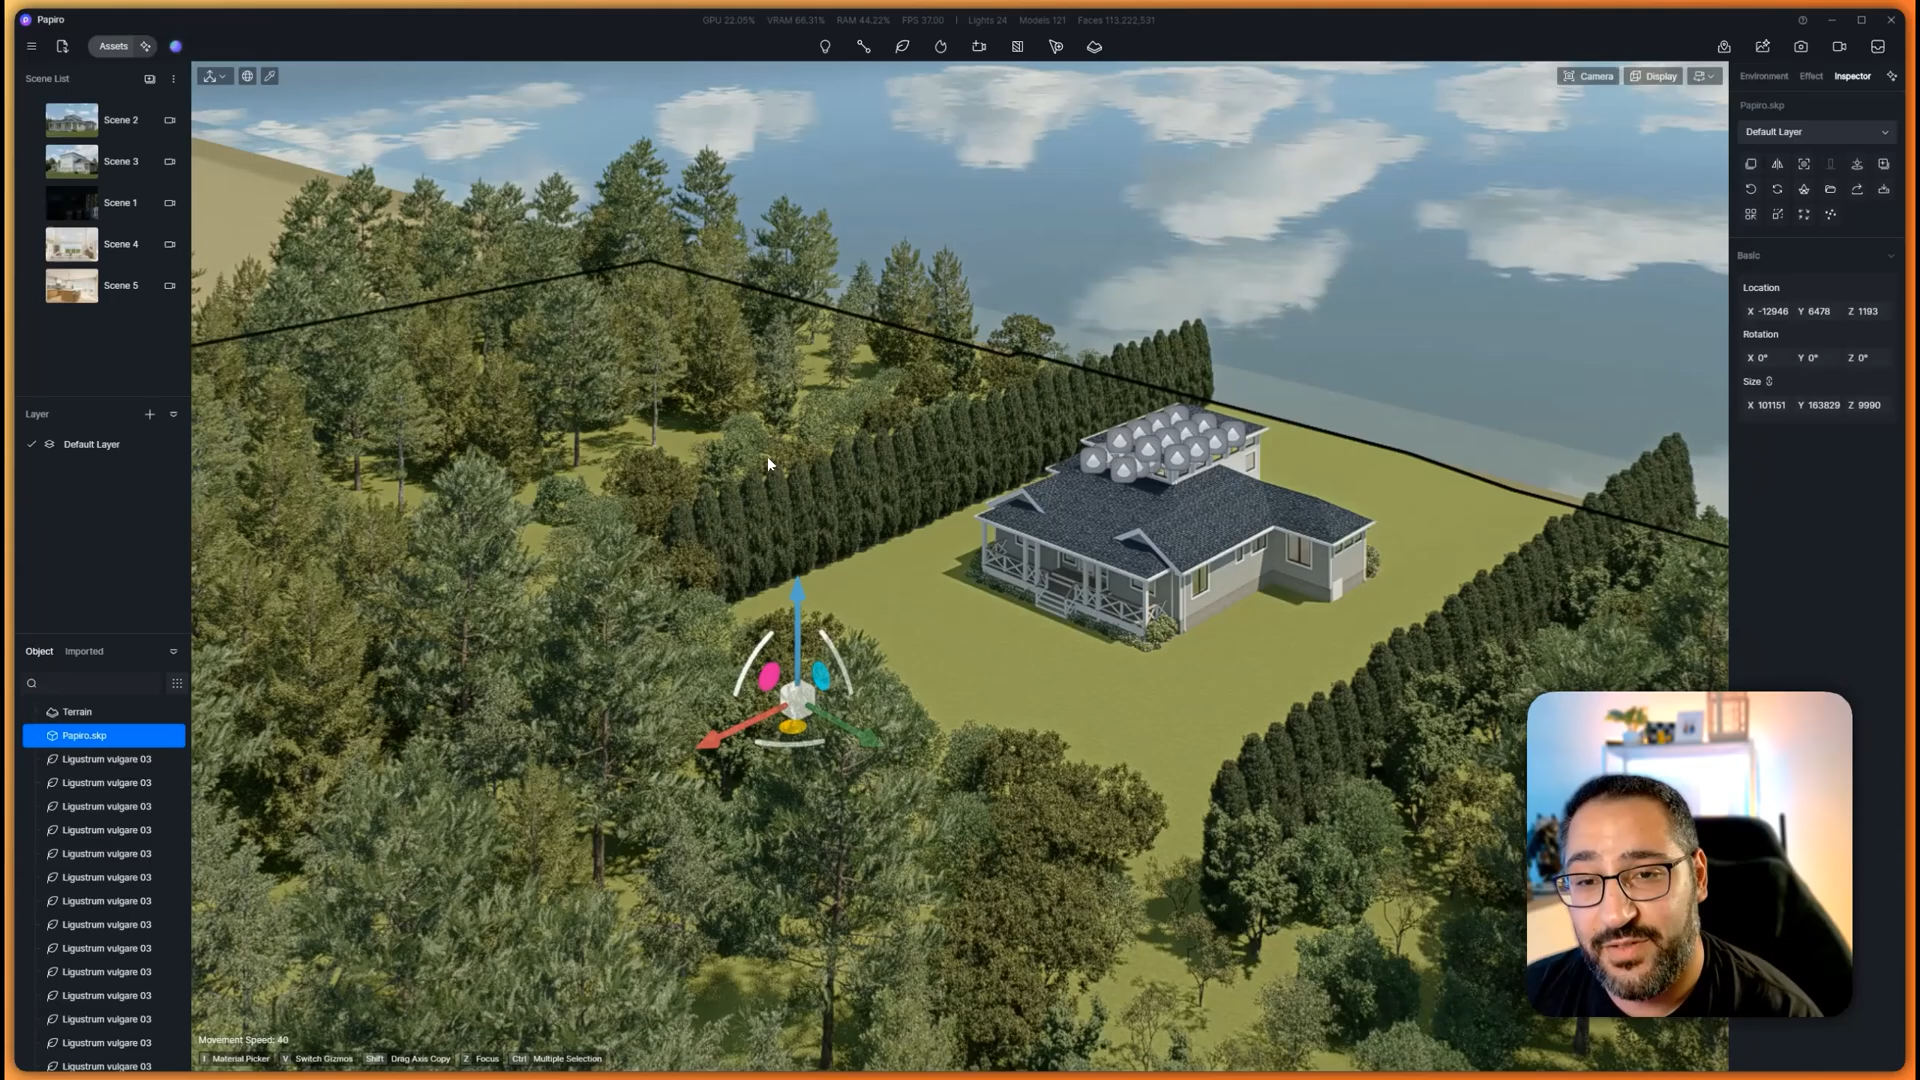 Papiro
GPU 22.05% VRAM 66.31% RAM 44.22% FPS 37.00 | Lights 24 Models 121 Faces 113,222,531
Assets
Scene List
Scene 2
Scene 3
Scene 1
Scene 4
Scene 5
Layer
Default Layer
Object Imported
Terrain
Papiro.skp
Ligustrum vulgare 03
Ligustrum vulgare 03
Ligustrum vulgare 03
Ligustrum vulgare 03
Ligustrum vulgare 03
Ligustrum vulgare 03
Ligustrum vulgare 03
Ligustrum vulgare 03
Ligustrum vulgare 03
Ligustrum vulgare 03
Ligustrum vulgare 03
Ligustrum vulgare 03
Ligustrum vulgare 03
Ligustrum vulgare 03
Movement Speed: 40
I Material Picker V Switch Gizmos Shift Drag Axis Copy Z Focus Ctrl Multiple Selection
Camera Display
Environment Effect Inspector
Papiro.skp
Default Layer
Basic
Location
X -12946 Y 6478 Z 1193
Rotation
X 0° Y 0° Z 0°
Size
X 101151 Y 163829 Z 9990